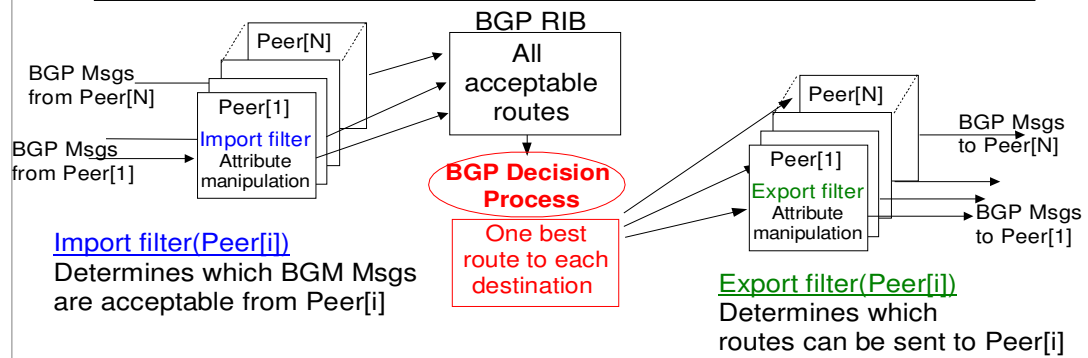 BGP RIB
Peer[N]
All
acceptable
routes
BGP Msgs
from Peer[N]
Peer[1]
Import filter
Attribute
manipulation
BGP Msgs
from Peer[1]
BGP Decision
Process
One best
route to each
destination
Peer[N]
BGP Msgs
to Peer[N]
Peer[1]
Export filter
Attribute
manipulation
BGP Msgs
to Peer[1]
Import filter(Peer[i])
Determines which BGM Msgs
are acceptable from Peer[i]
Export filter(Peer[i])
Determines which
routes can be sent to Peer[i]